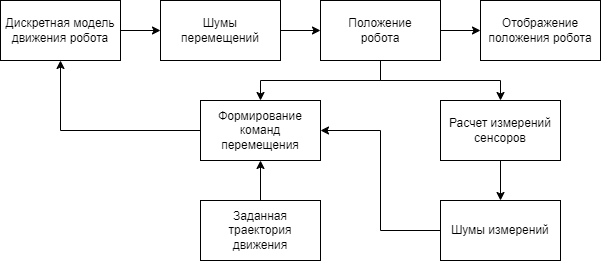 Дискретная модель
движения робота
Шумы
перемещений
Положение
робота
Отображение
положения робота
Формирование
команд
перемещения
Расчет измерений
сенсоров
Заданная
траектория
движения
Шумы измерений